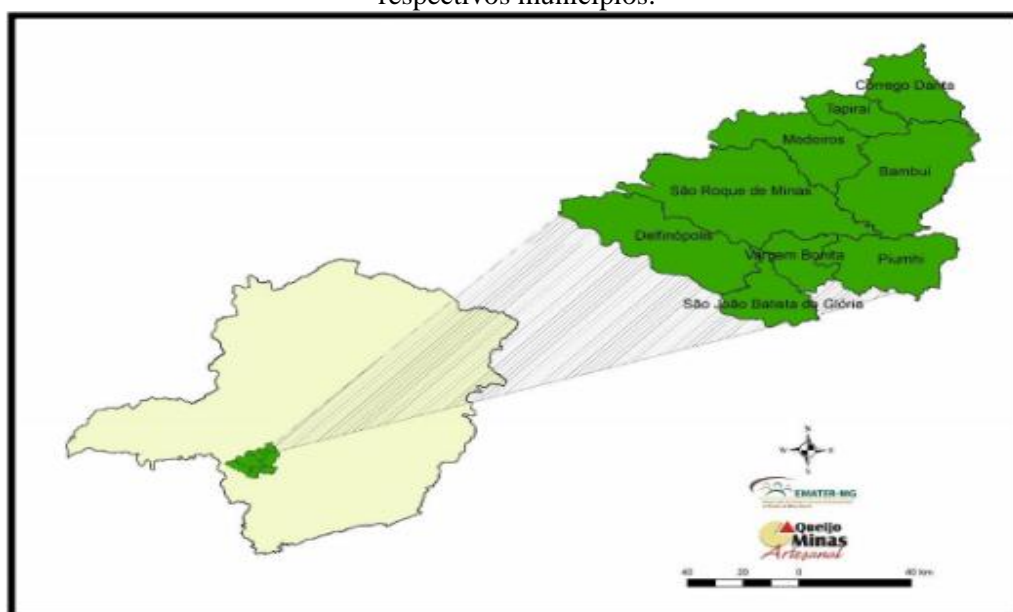 respectivos municípios.
Córrego Danta
Tapiraí
Medeiros
Bambuí
São Roque de Minas
Delfinópolis
Vargem Bonita
Piumhi
São João Batista do Glória
N
W
E
S
EMATER-MG
Queijo
Minas
Artesanal
40 20 0 40 km